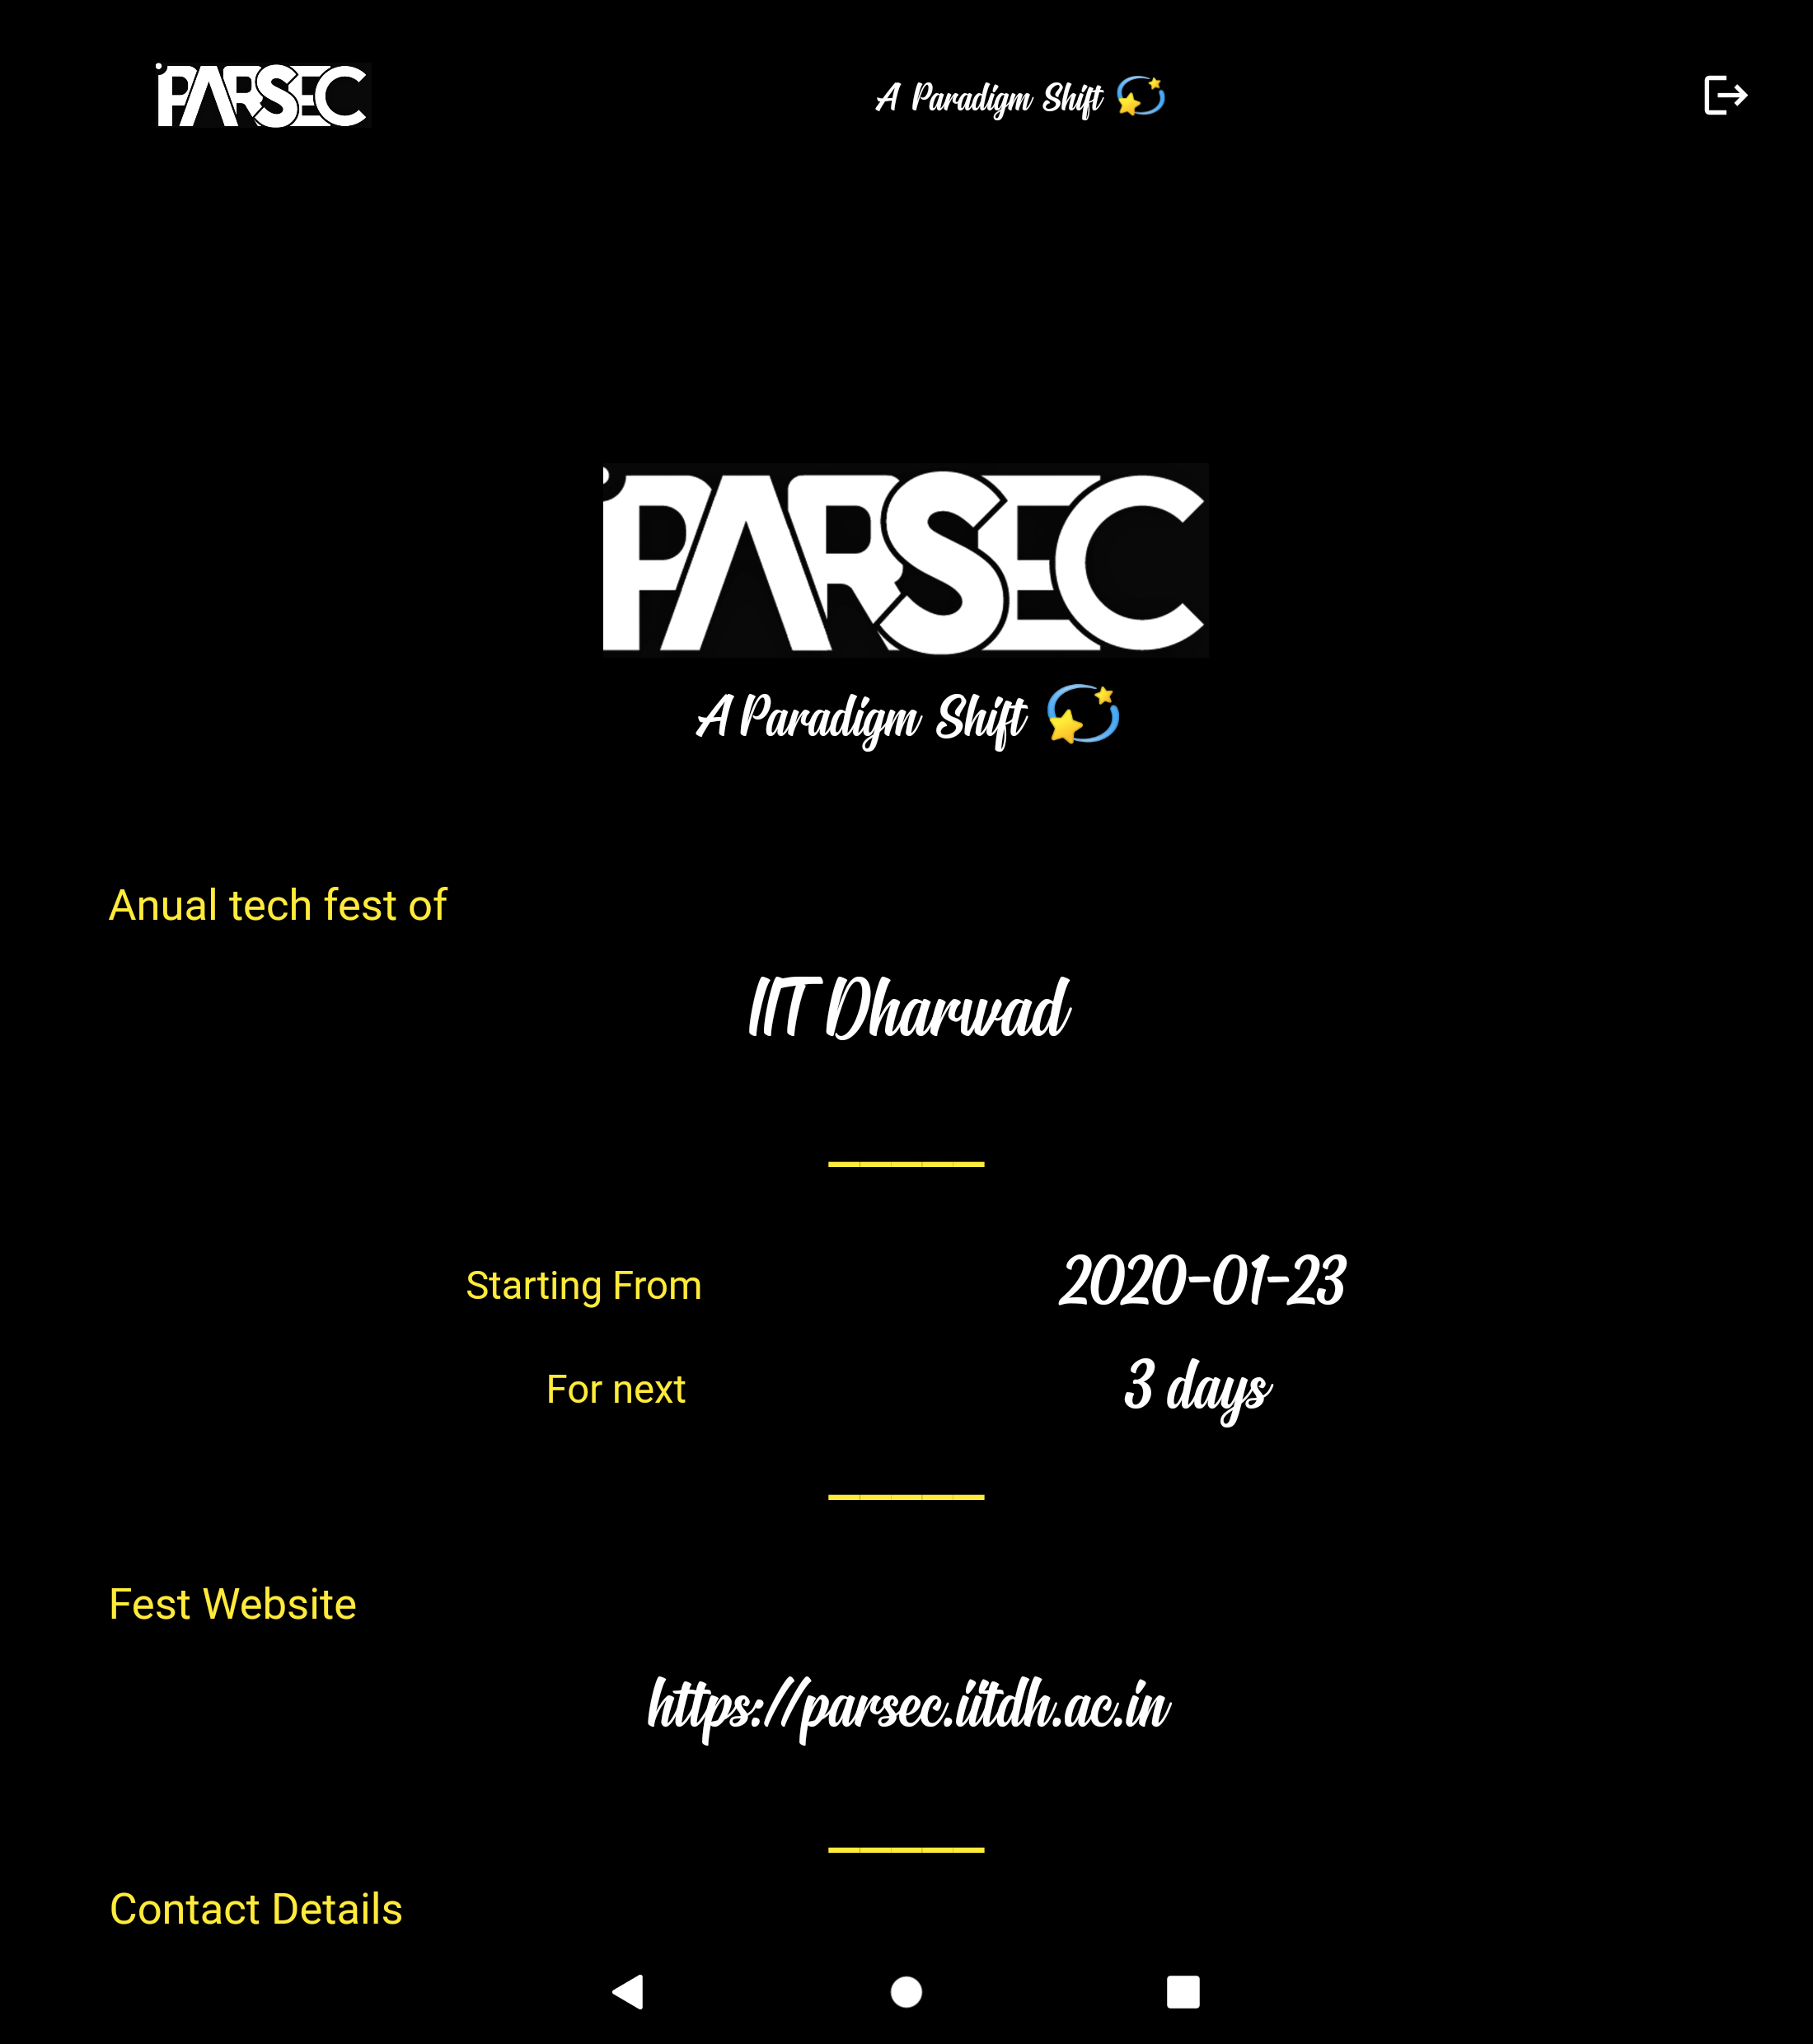 PARSEC
A Paradigm Shift 💫
PARSEC
A Paradigm Shift 💫
Anual tech fest of
IIT Dharwad
Starting From 2020-01-23
For next 3 days
Fest Website
https://parsec.iitdh.ac.in
Contact Details